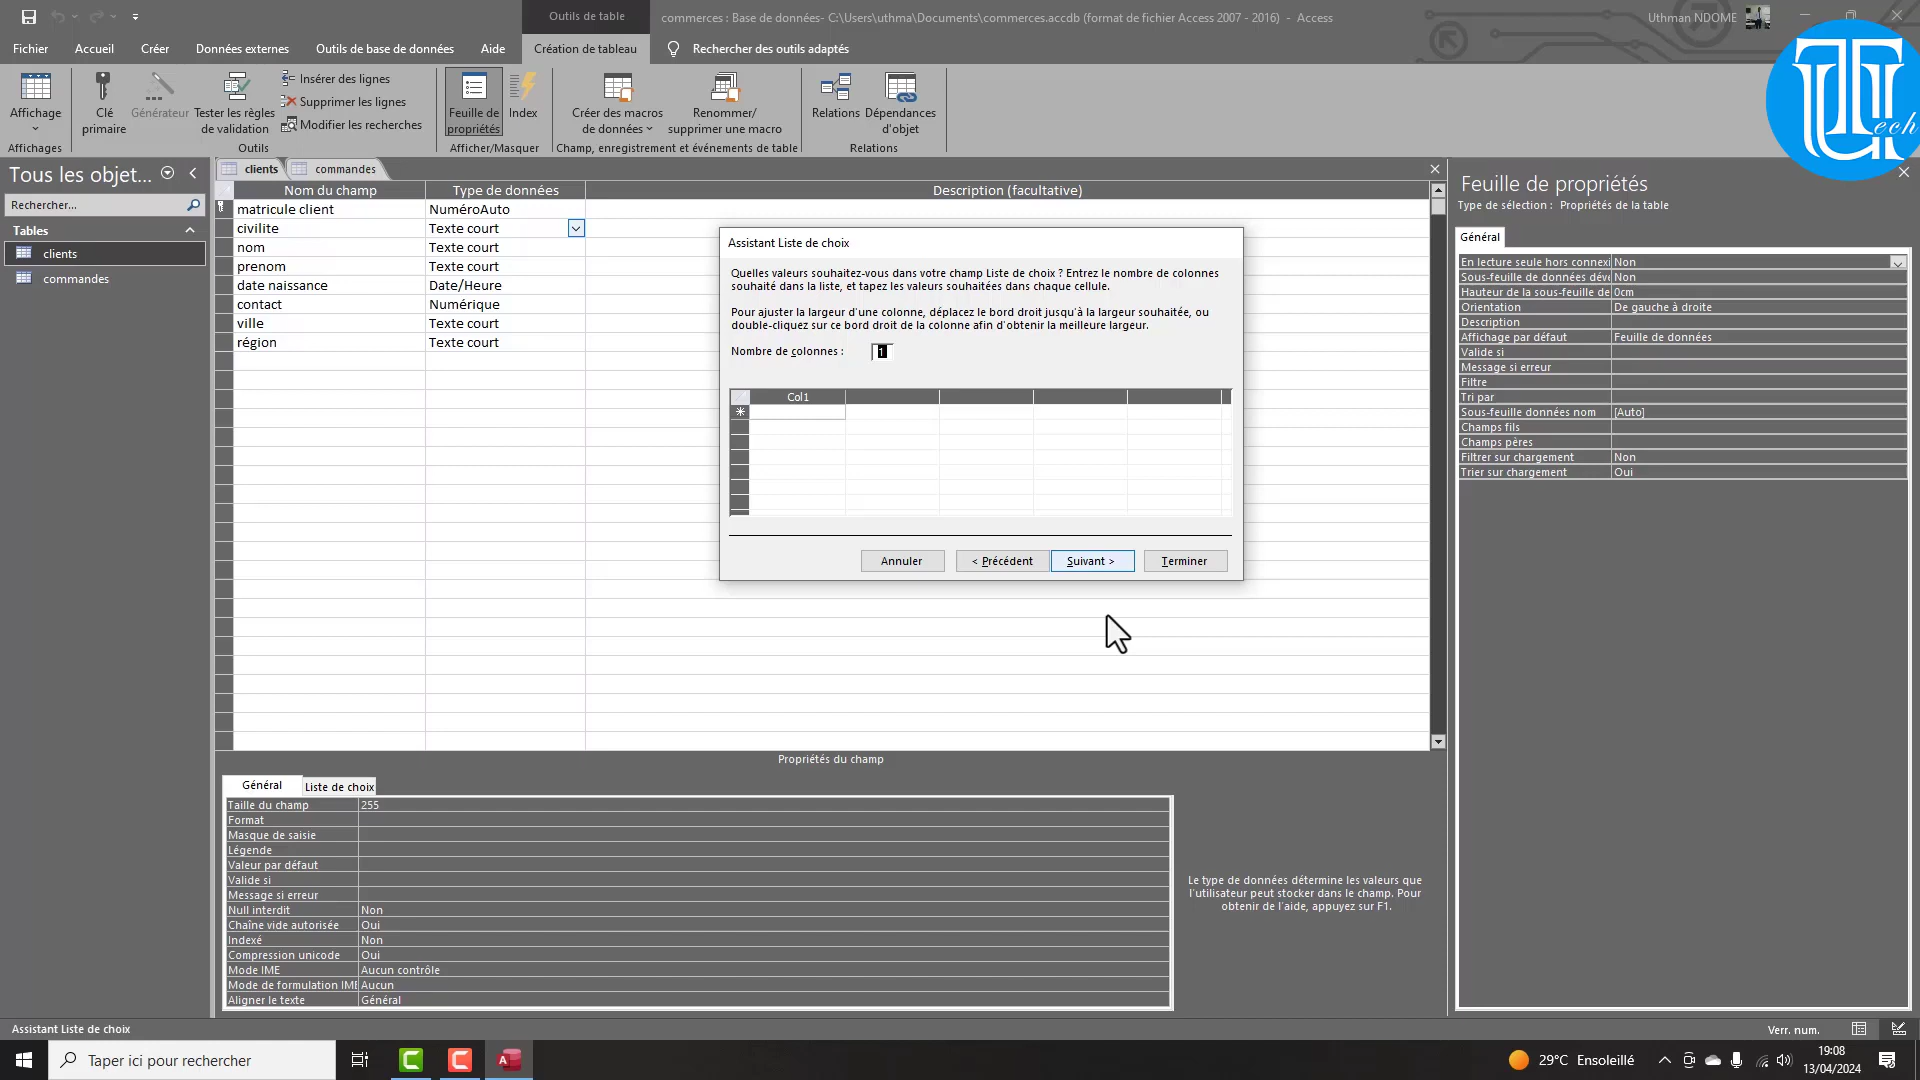 Outils de table
commerces : Base de données- C:\Users\uthma\Documents\commerces.accdb (format de fichier Access 2007 - 2016) - Access
Uthman NDOME
Fichier
Accueil
Créer
Données externes
Outils de base de données
Aide
Création de tableau
Rechercher des outils adaptés
Affichage
Clé primaire
Générateur
Tester les règles de validation
Insérer des lignes
Supprimer les lignes
Modifier les recherches
Feuille de propriétés
Index
Créer des macros de données
Renommer/ supprimer une macro
Relations
Dépendances d'objet
Affichages
Outils
Afficher/Masquer
Champ, enregistrement et événements de table
Relations
UTech
Tous les objet...
Rechercher...
Tables
clients
commandes
clients
commandes
Nom du champ Type de données Description (facultative)
matricule client NuméroAuto
civilite Texte court
nom Texte court
prenom Texte court
date naissance Date/Heure
contact Numérique
ville Texte court
région Texte court
Assistant Liste de choix
Quelles valeurs souhaitez-vous dans votre champ Liste de choix ? Entrez le nombre de colonnes
souhaité dans la liste, et tapez les valeurs souhaitées dans chaque cellule.
Pour ajuster la largeur d'une colonne, déplacez le bord droit jusqu'à la largeur souhaitée, ou
double-cliquez sur ce bord droit de la colonne afin d'obtenir la meilleure largeur.
Nombre de colonnes : 1
Col1
Annuler
< Précédent
Suivant >
Terminer
Propriétés du champ
Général
Liste de choix
Taille du champ 255
Format
Masque de saisie
Légende
Valeur par défaut
Valide si
Message si erreur
Null interdit Non
Chaîne vide autorisée Oui
Indexé Non
Compression unicode Oui
Mode IME Aucun contrôle
Mode de formulation IME Aucun
Aligner le texte Général
Le type de données détermine les valeurs que
l'utilisateur peut stocker dans le champ. Pour
obtenir de l'aide, appuyez sur F1.
Feuille de propriétés
Type de sélection : Propriétés de la table
Général
En lecture seule hors connexi Non
Sous-feuille de données déve Non
Hauteur de la sous-feuille de 0cm
Orientation De gauche à droite
Description
Affichage par défaut Feuille de données
Valide si
Message si erreur
Filtre
Tri par
Sous-feuille données nom [Auto]
Champs fils
Champs pères
Filtrer sur chargement Non
Trier sur chargement Oui
Assistant Liste de choix
Verr. num.
Taper ici pour rechercher
29°C Ensoleillé
19:08
13/04/2024